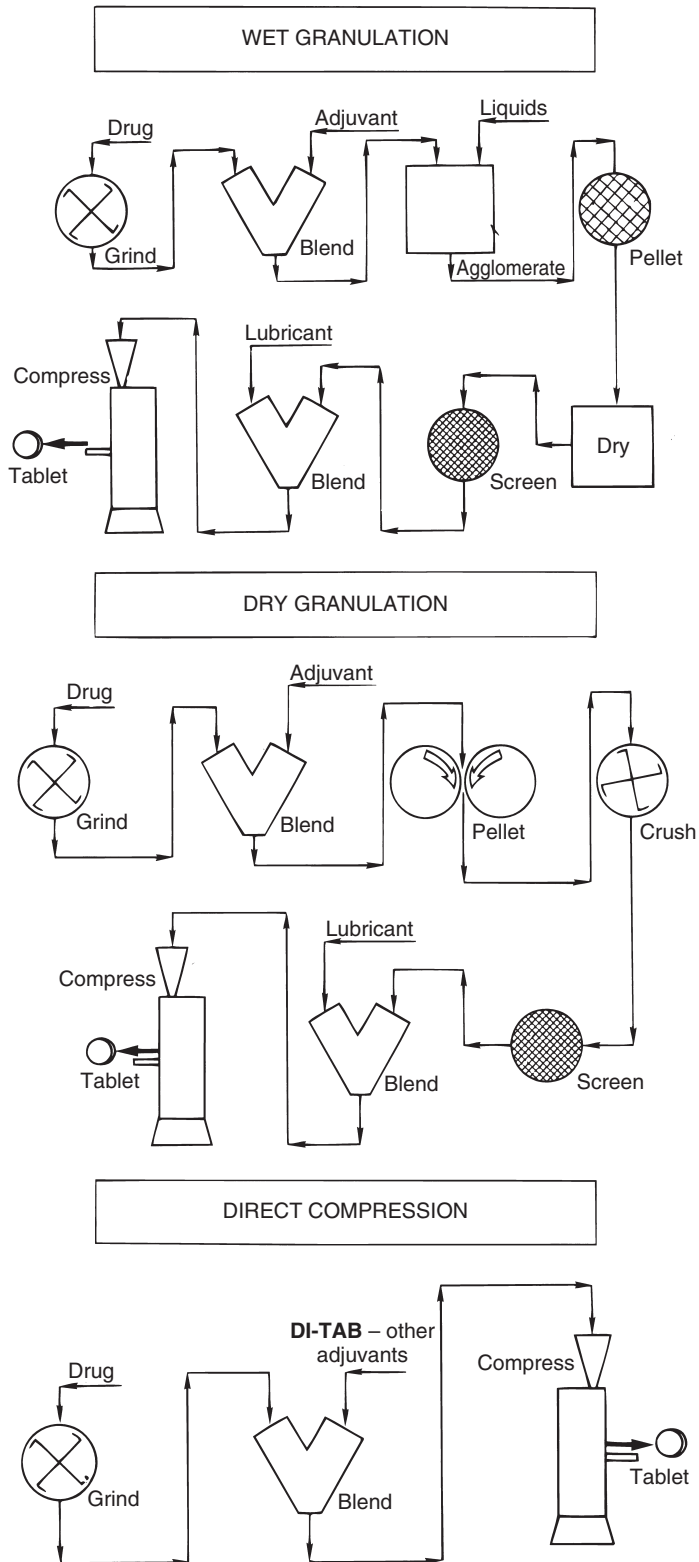 WET GRANULATION
Drug
Grind
Adjuvant
Blend
Liquids
Agglomerate
Pellet
Dry
Screen
Lubricant
Blend
Compress
Tablet
DRY GRANULATION
Drug
Grind
Adjuvant
Blend
Pellet
Crush
Screen
Lubricant
Blend
Compress
Tablet
DIRECT COMPRESSION
Drug
Grind
DI-TAB – other
adjuvants
Blend
Compress
Tablet